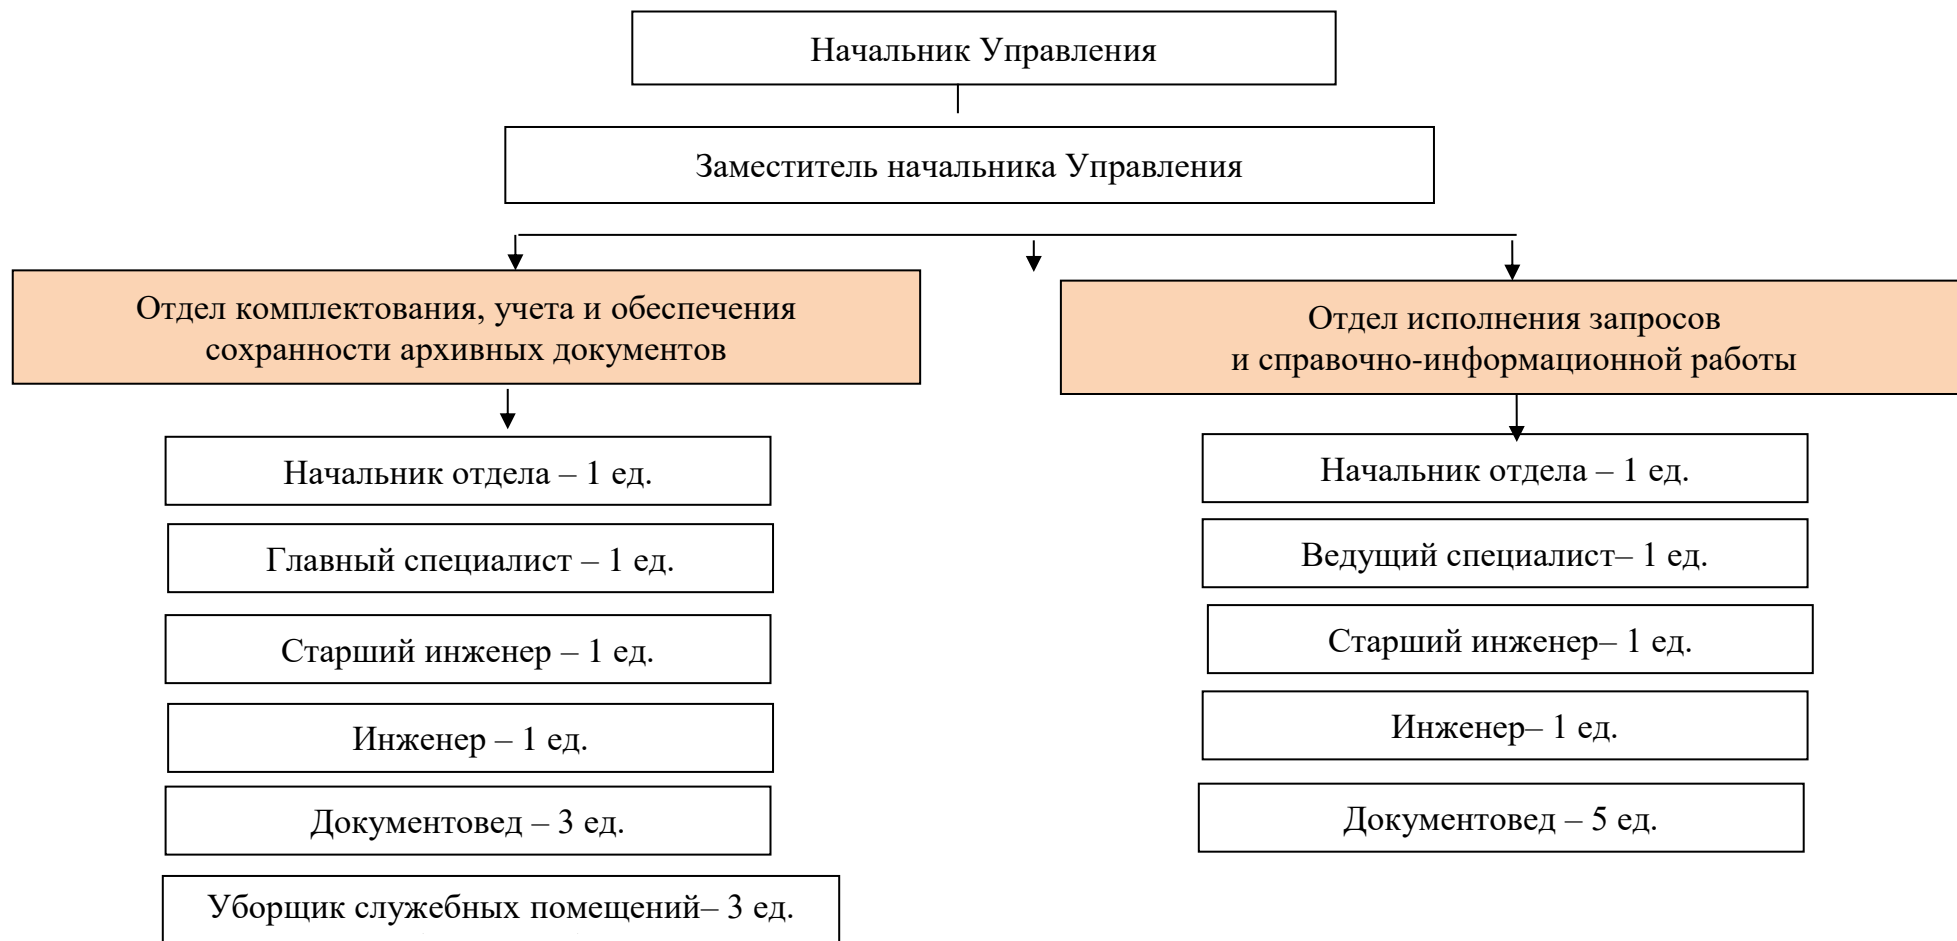 Начальник Управления
Заместитель начальника Управления
Отдел комплектования, учета и обеспечения
сохранности архивных документов
Начальник отдела – 1 ед.
Главный специалист – 1 ед.
Старший инженер – 1 ед.
Инженер – 1 ед.
Документовед – 3 ед.
Уборщик служебных помещений– 3 ед.
Отдел исполнения запросов
и справочно-информационной работы
Начальник отдела – 1 ед.
Ведущий специалист– 1 ед.
Старший инженер– 1 ед.
Инженер– 1 ед.
Документовед – 5 ед.